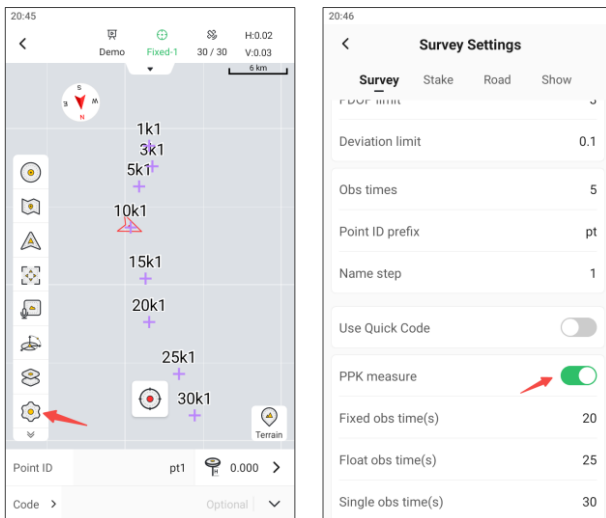 20:45
H:0.02
Demo
Fixed-1
30 / 30
V:0.03
6 km
S
E
W
N
1k1
3k1
5k1
10k1
15k1
20k1
25k1
30k1
Terrain
Point ID
pt1
0.000
Code
Optional
20:46
Survey Settings
Survey
Stake
Road
Show
PDOP limit
Deviation limit
0.1
Obs times
5
Point ID prefix
pt
Name step
1
Use Quick Code
PPK measure
Fixed obs time(s)
20
Float obs time(s)
25
Single obs time(s)
30